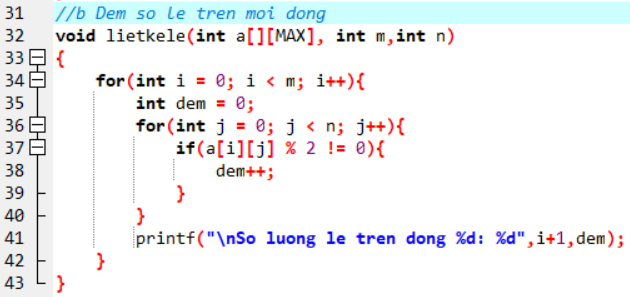 31 //b Dem so le tren moi dong
32 void lietkele(int a[][MAX], int m,int n)
33 {
34 for(int i = 0; i < m; i++){
35 int dem = 0;
36 for(int j = 0; j < n; j++){
37 if(a[i][j] % 2 != 0){
38 dem++;
39 }
40 }
41 printf("\nSo luong le tren dong %d: %d",i+1,dem);
42 }
43 }